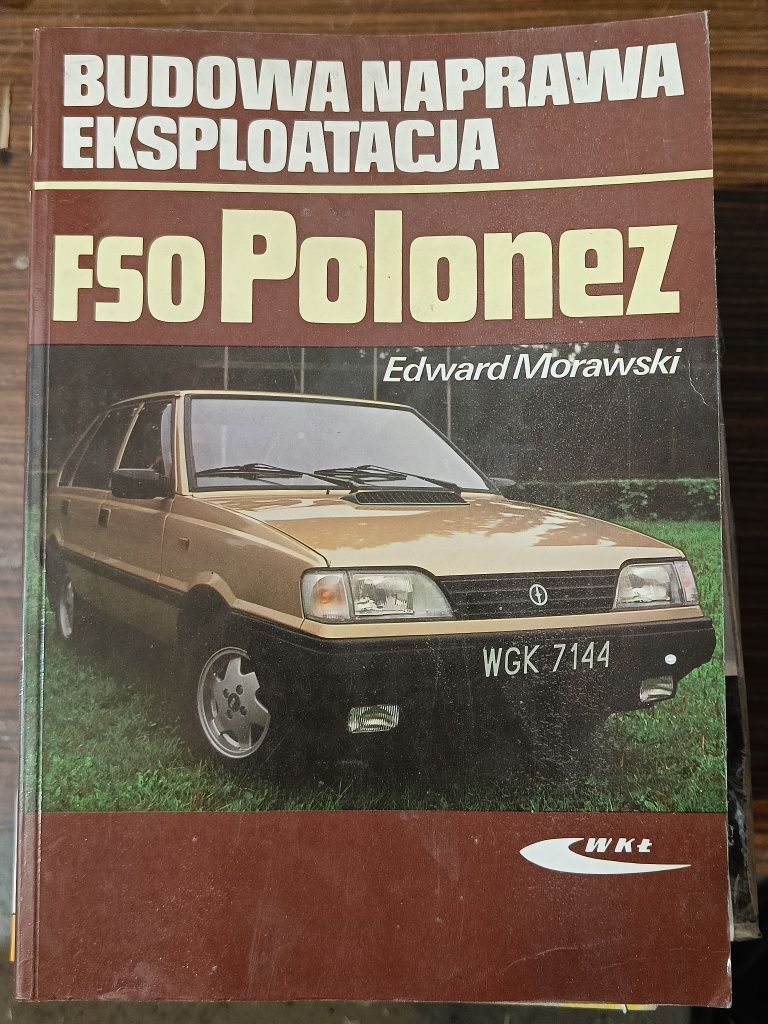 BUDOWA NAPRAWA
EKSPLOATACJA
FSO Polonez
Edward Morawski
WGK 7144
WKŁ